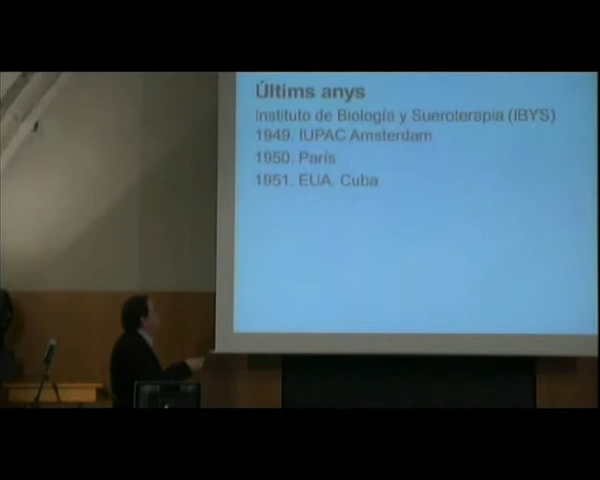 Últims anys
Instituto de Biología y Sueroterapia (IBYS)
1949. IUPAC Amsterdam
1950. París
1951. EUA. Cuba